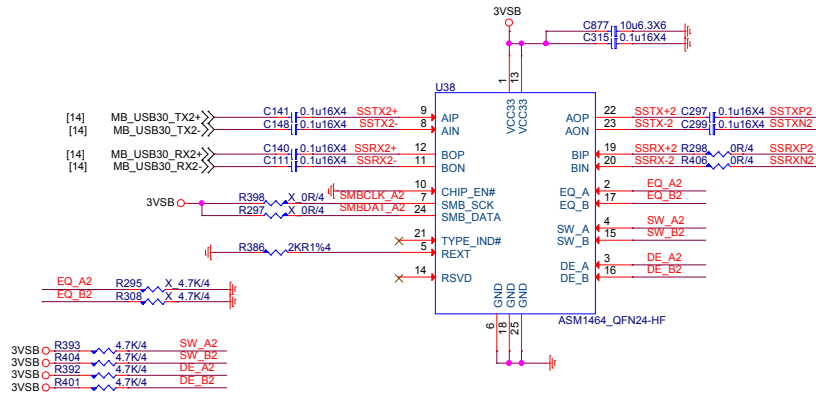 3VSB
C877 10u6.3X6
C315 0.1u16X4
U38
1 13
VCC33 VCC33
[14] MB_USB30_TX2+ C141 0.1u16X4 SSTX2+ 9 AIP AOP 22 SSTX+2 C297 0.1u16X4 SSTXP2
[14] MB_USB30_TX2- C148 0.1u16X4 SSTX2- 8 AIN AON 23 SSTX-2 C299 0.1u16X4 SSTXN2
[14] MB_USB30_RX2+ C140 0.1u16X4 SSRX2+ 12 BOP BIP 19 SSRX+2 R298 0R/4 SSRXP2
[14] MB_USB30_RX2- C111 0.1u16X4 SSRX2- 11 BON BIN 20 SSRX-2 R406 0R/4 SSRXN2
10 CHIP_EN# EQ_A 2 EQ_A2
3VSB R398 X_0R/4 SMBCLK_A2 7 SMB_SCK EQ_B 17 EQ_B2
R297 X_0R/4 SMBDAT_A2 24 SMB_DATA
SW_A 4 SW_A2
21 TYPE_IND# SW_B 15 SW_B2
R386 2KR1%4 5 REXT
DE_A 3 DE_A2
14 RSVD DE_B 16 DE_B2
EQ_A2 R295 X_4.7K/4
EQ_B2 R308 X_4.7K/4
GND GND GND
6 18 25
ASM1464_QFN24-HF
3VSB R393 4.7K/4 SW_A2
3VSB R404 4.7K/4 SW_B2
3VSB R392 4.7K/4 DE_A2
3VSB R401 4.7K/4 DE_B2